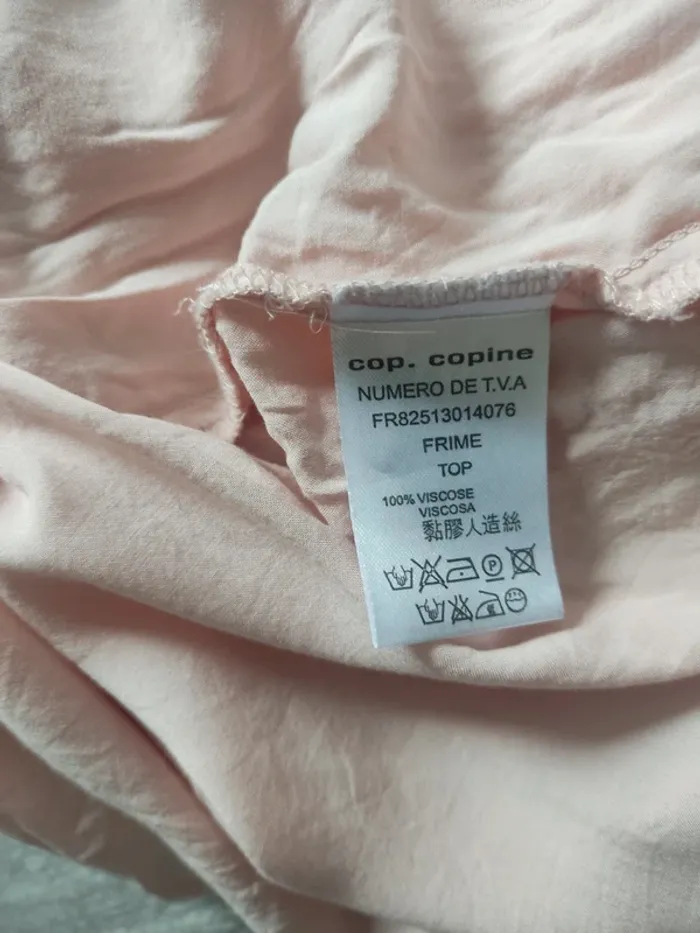 cop. copine
NUMERO DE T.V.A
FR82513014076
FRIME
TOP
100% VISCOSE
VISCOSA
黏膠人造絲